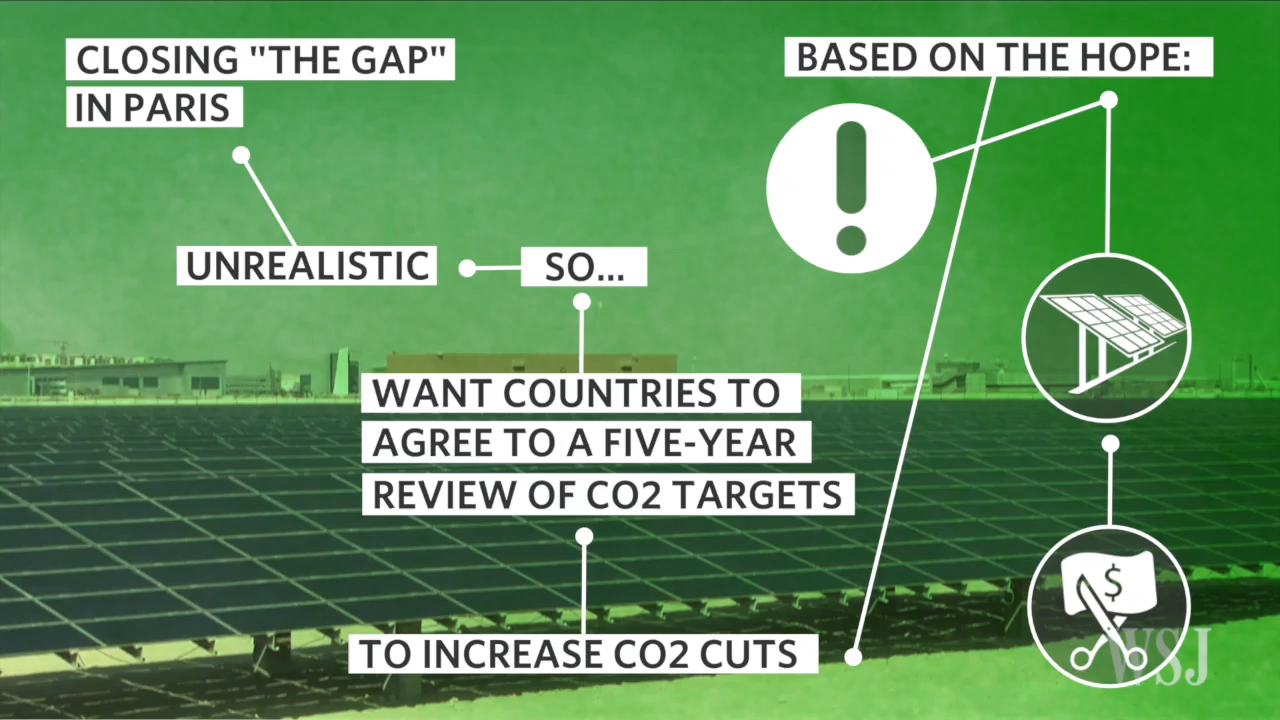 CLOSING "THE GAP"
IN PARIS
UNREALISTIC
SO...
WANT COUNTRIES TO
AGREE TO A FIVE-YEAR
REVIEW OF CO2 TARGETS
TO INCREASE CO2 CUTS
BASED ON THE HOPE:
!
$
WSJ